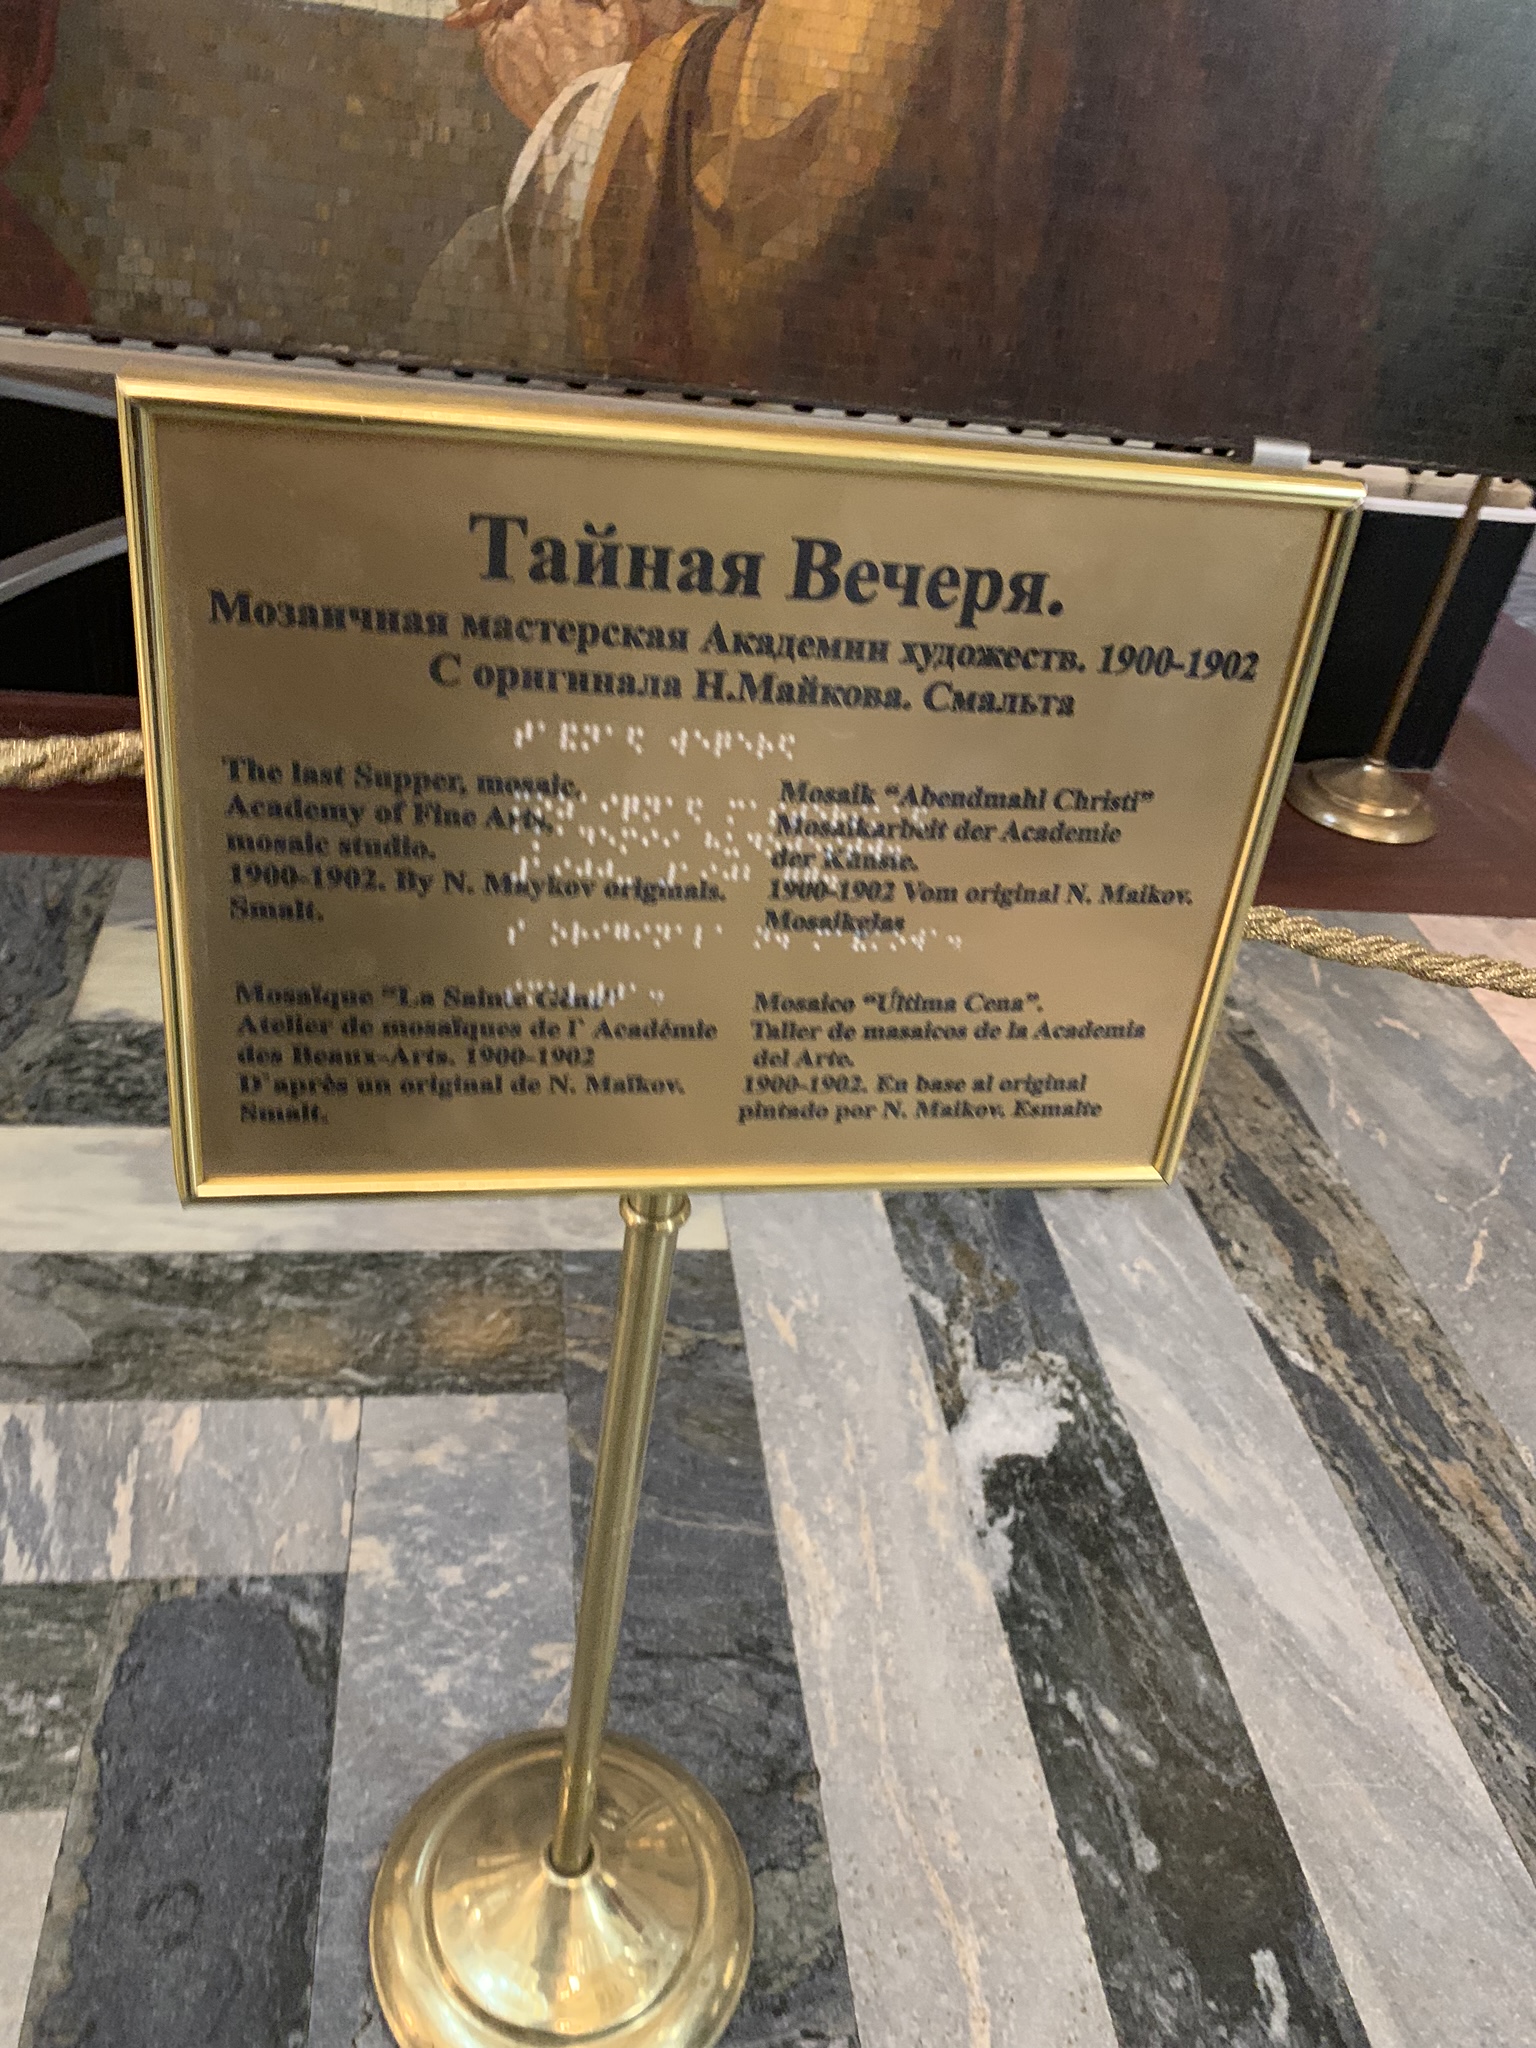 Тайная Вечеря.
Мозаичная мастерская Академии художеств. 1900-1902
С оригинала Н.Майкова. Смальта
The last Supper, mosaic.
Academy of Fine Arts,
mosaic studio.
1900-1902. By N. Maykov originals.
Smalt.
Mosaik “Abendmahl Christi”
Mosaikarbeit der Academie
der Künste.
1900-1902 Vom original N. Maikov.
Mosaikglas
Mosaïque “La Sainte Cène”
Atelier de mosaïques de l’ Académie
des Beaux-Arts. 1900-1902
D’après un original de N. Maïkov.
Smalt.
Mosaico “Última Cena”.
Taller de masaicos de la Academia
del Arte.
1900-1902. En base al original
pintado por N. Maikov. Esmalte